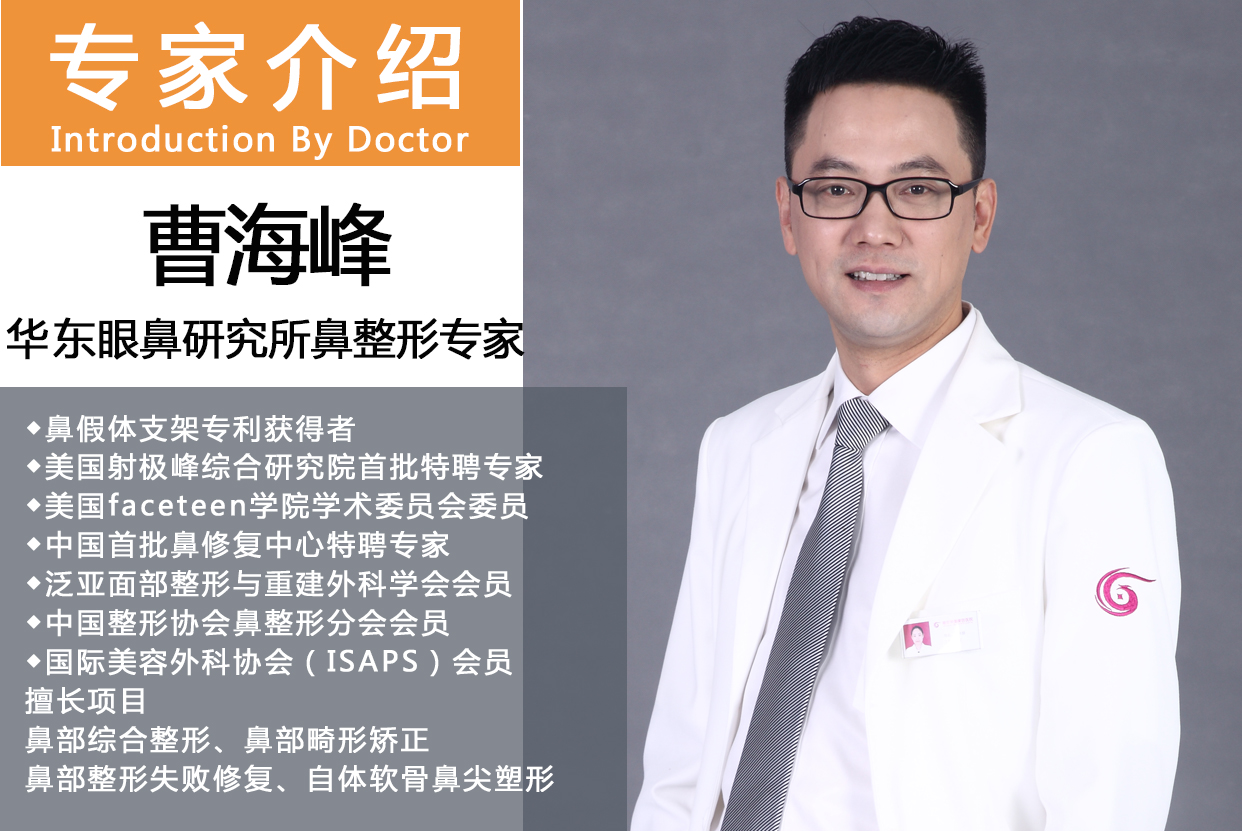 专家介绍
Introduction By Doctor
曹海峰
华东眼鼻研究所鼻整形专家
◆鼻假体支架专利获得者
◆美国射极峰综合研究院首批特聘专家
◆美国faceteen学院学术委员会委员
◆中国首批鼻修复中心特聘专家
◆泛亚面部整形与重建外科学会会员
◆中国整形协会鼻整形分会会员
◆国际美容外科协会（ISAPS）会员
擅长项目
鼻部综合整形、鼻部畸形矫正
鼻部整形失败修复、自体软骨鼻尖塑形